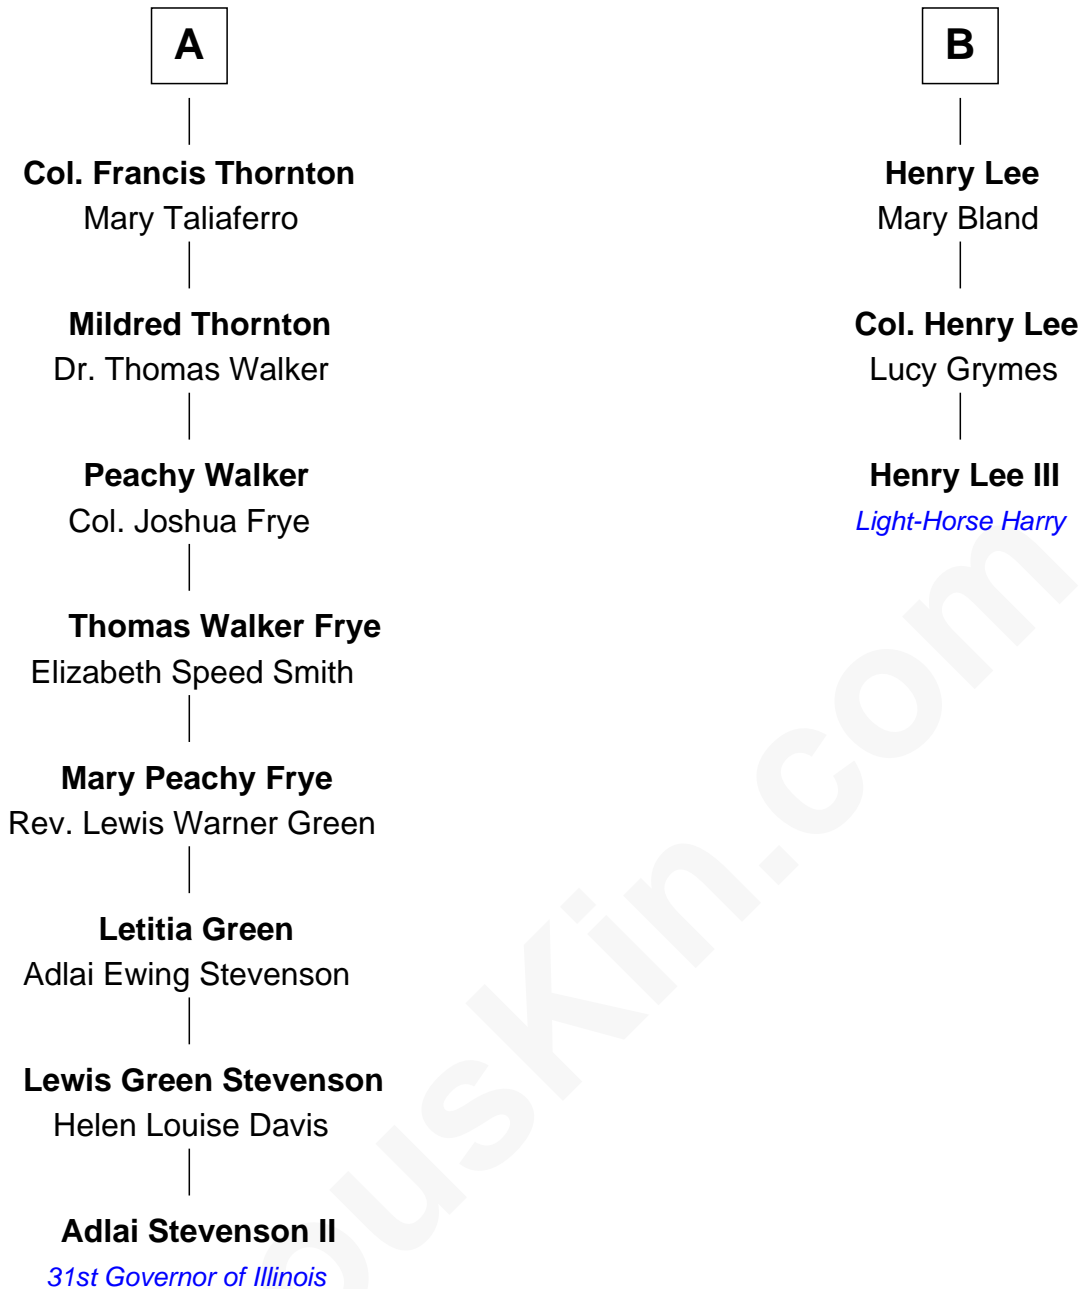 A
Col. Francis Thornton
Mary Taliaferro
Mildred Thornton
Dr. Thomas Walker
Peachy Walker
Col. Joshua Frye
Thomas Walker Frye
Elizabeth Speed Smith
Mary Peachy Frye
Rev. Lewis Warner Green
Letitia Green
Adlai Ewing Stevenson
Lewis Green Stevenson
Helen Louise Davis
Adlai Stevenson II
31st Governor of Illinois
B
Henry Lee
Mary Bland
Col. Henry Lee
Lucy Grymes
Henry Lee III
Light-Horse Harry
ousKin.com